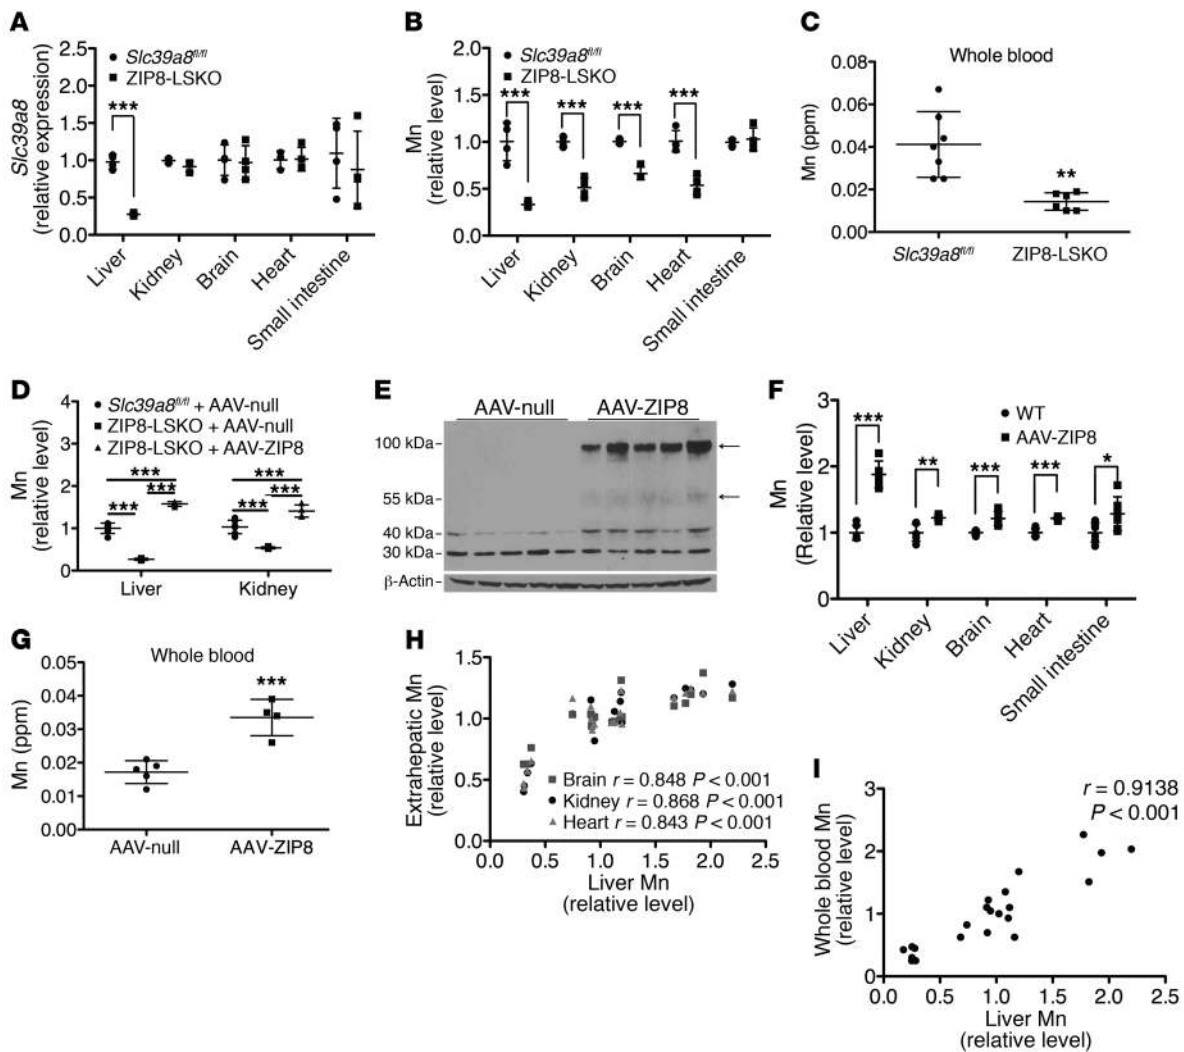 A
Slc39a8
(relative expression)
2.5
2.0
1.5
1.0
0.5
0.0
Slc39a8fl/fl
ZIP8-LSKO
***
Liver
Kidney
Brain
Heart
Small intestine
B
Mn
(relative level)
2.0
1.5
1.0
0.5
0.0
Slc39a8fl/fl
ZIP8-LSKO
***
***
***
***
Liver
Kidney
Brain
Heart
Small intestine
C
Whole blood
Mn (ppm)
0.08
0.06
0.04
0.02
0.00
**
Slc39a8fl/fl
ZIP8-LSKO
D
Mn
(relative level)
4
3
2
1
0
Slc39a8fl/fl + AAV-null
ZIP8-LSKO + AAV-null
ZIP8-LSKO + AAV-ZIP8
***
***
***
***
***
***
Liver
Kidney
E
AAV-null
AAV-ZIP8
100 kDa
55 kDa
40 kDa
30 kDa
β-Actin
F
Mn
(Relative level)
3
2
1
0
WT
AAV-ZIP8
***
**
***
***
*
Liver
Kidney
Brain
Heart
Small intestine
G
Whole blood
Mn (ppm)
0.05
0.04
0.03
0.02
0.01
0.00
***
AAV-null
AAV-ZIP8
H
Extrahepatic Mn
(relative level)
1.5
1.0
0.5
0.0
Brain r = 0.848 P < 0.001
Kidney r = 0.868 P < 0.001
Heart r = 0.843 P < 0.001
0.0 0.5 1.0 1.5 2.0 2.5
Liver Mn
(relative level)
I
Whole blood Mn
(relative level)
3
2
1
0
r = 0.9138
P < 0.001
0.0 0.5 1.0 1.5 2.0 2.5
Liver Mn
(relative level)